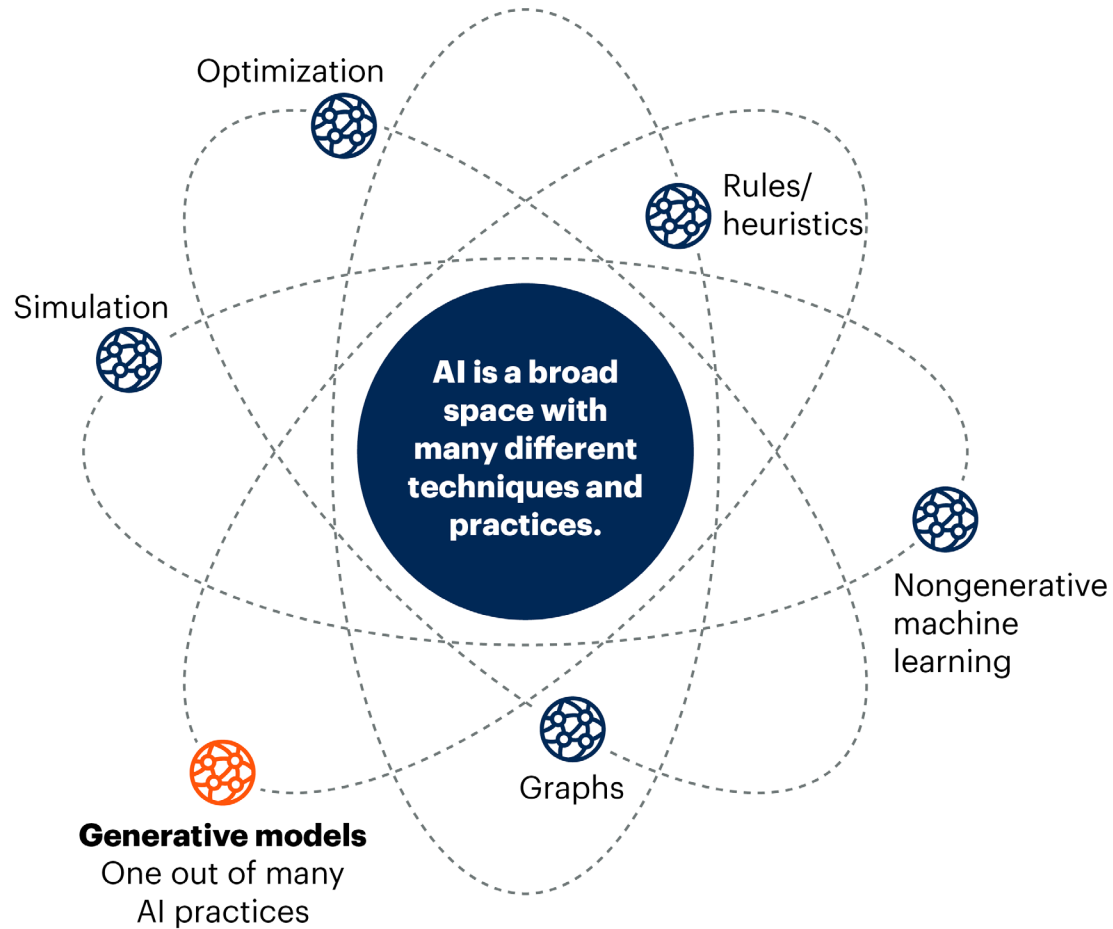 Optimization
Rules/
heuristics
Simulation
AI is a broad
space with
many different
techniques and
practices.
Nongenerative
machine
learning
Graphs
Generative models
One out of many
AI practices